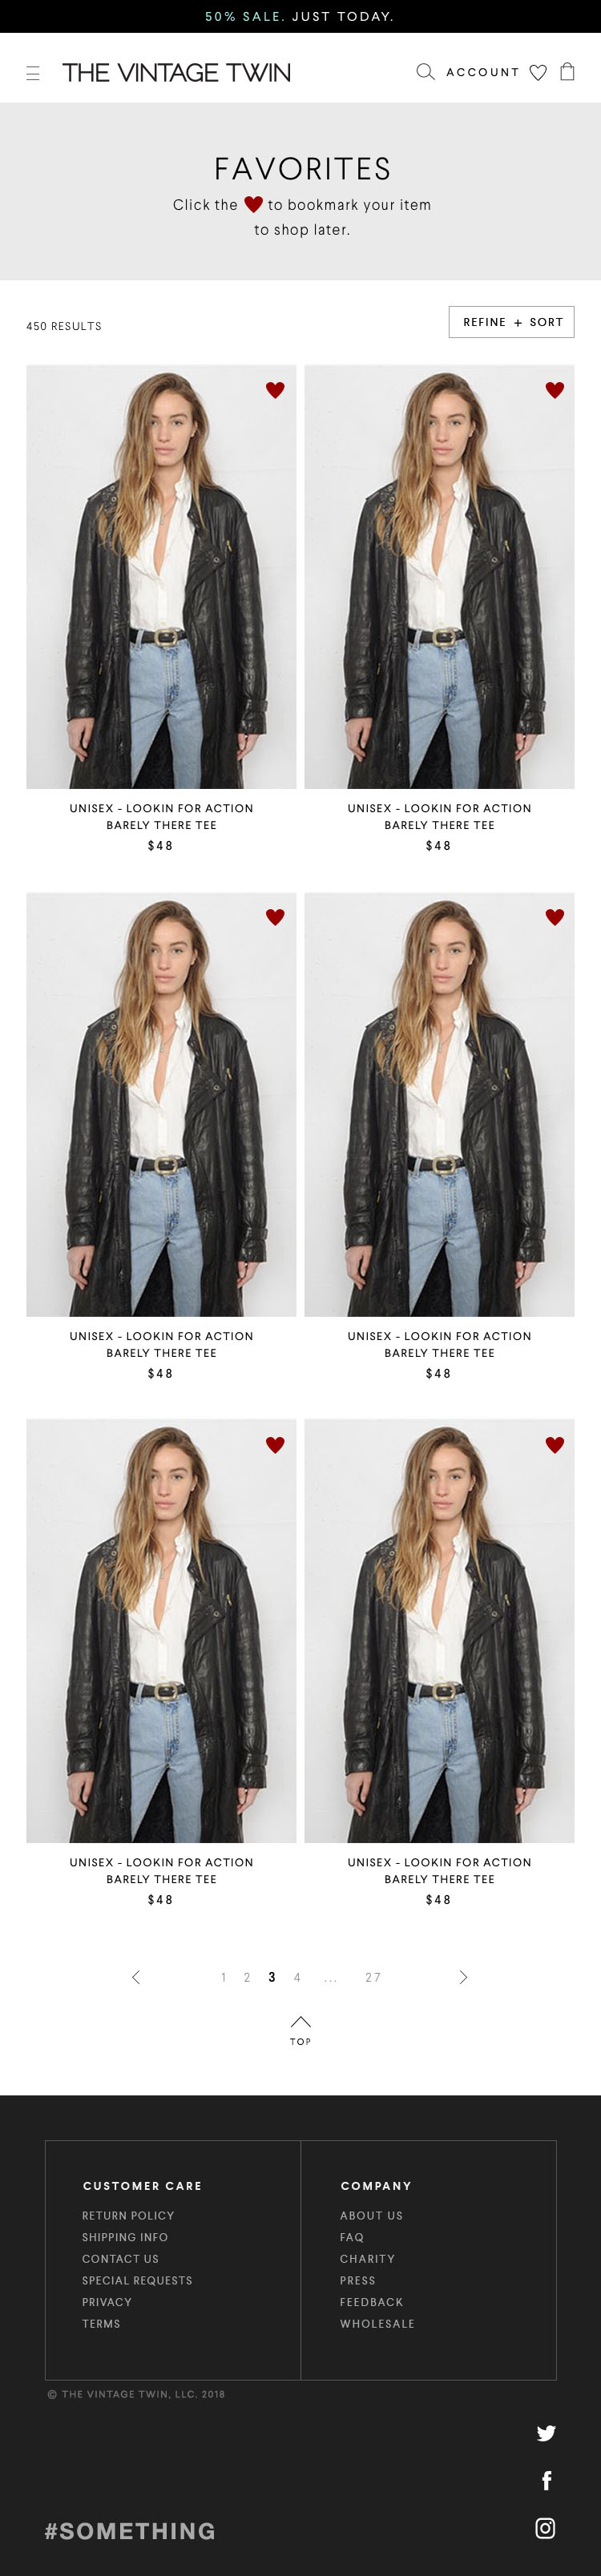 50% SALE. JUST TODAY.
THE VINTAGE TWIN
ACCOUNT
FAVORITES
Click the to bookmark your item
to shop later.
450 RESULTS
REFINE + SORT
UNISEX - LOOKIN FOR ACTION
BARELY THERE TEE
$48
UNISEX - LOOKIN FOR ACTION
BARELY THERE TEE
$48
UNISEX - LOOKIN FOR ACTION
BARELY THERE TEE
$48
UNISEX - LOOKIN FOR ACTION
BARELY THERE TEE
$48
UNISEX - LOOKIN FOR ACTION
BARELY THERE TEE
$48
UNISEX - LOOKIN FOR ACTION
BARELY THERE TEE
$48
1 2 3 4 ... 27
TOP
CUSTOMER CARE
RETURN POLICY
SHIPPING INFO
CONTACT US
SPECIAL REQUESTS
PRIVACY
TERMS
COMPANY
ABOUT US
FAQ
CHARITY
PRESS
FEEDBACK
WHOLESALE
© THE VINTAGE TWIN, LLC. 2018
#SOMETHING